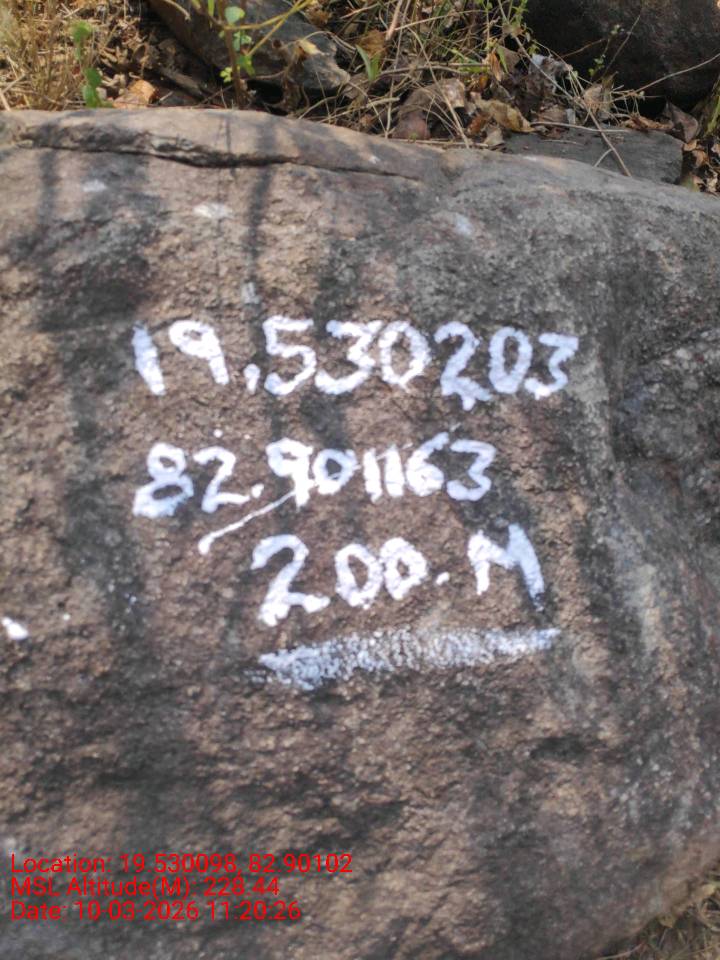 19.530203
82.901163
200.M
Location: 19.530098, 82.90102
MSL Altitude(M): 228.44
Date: 10-03-2026 11:20:26